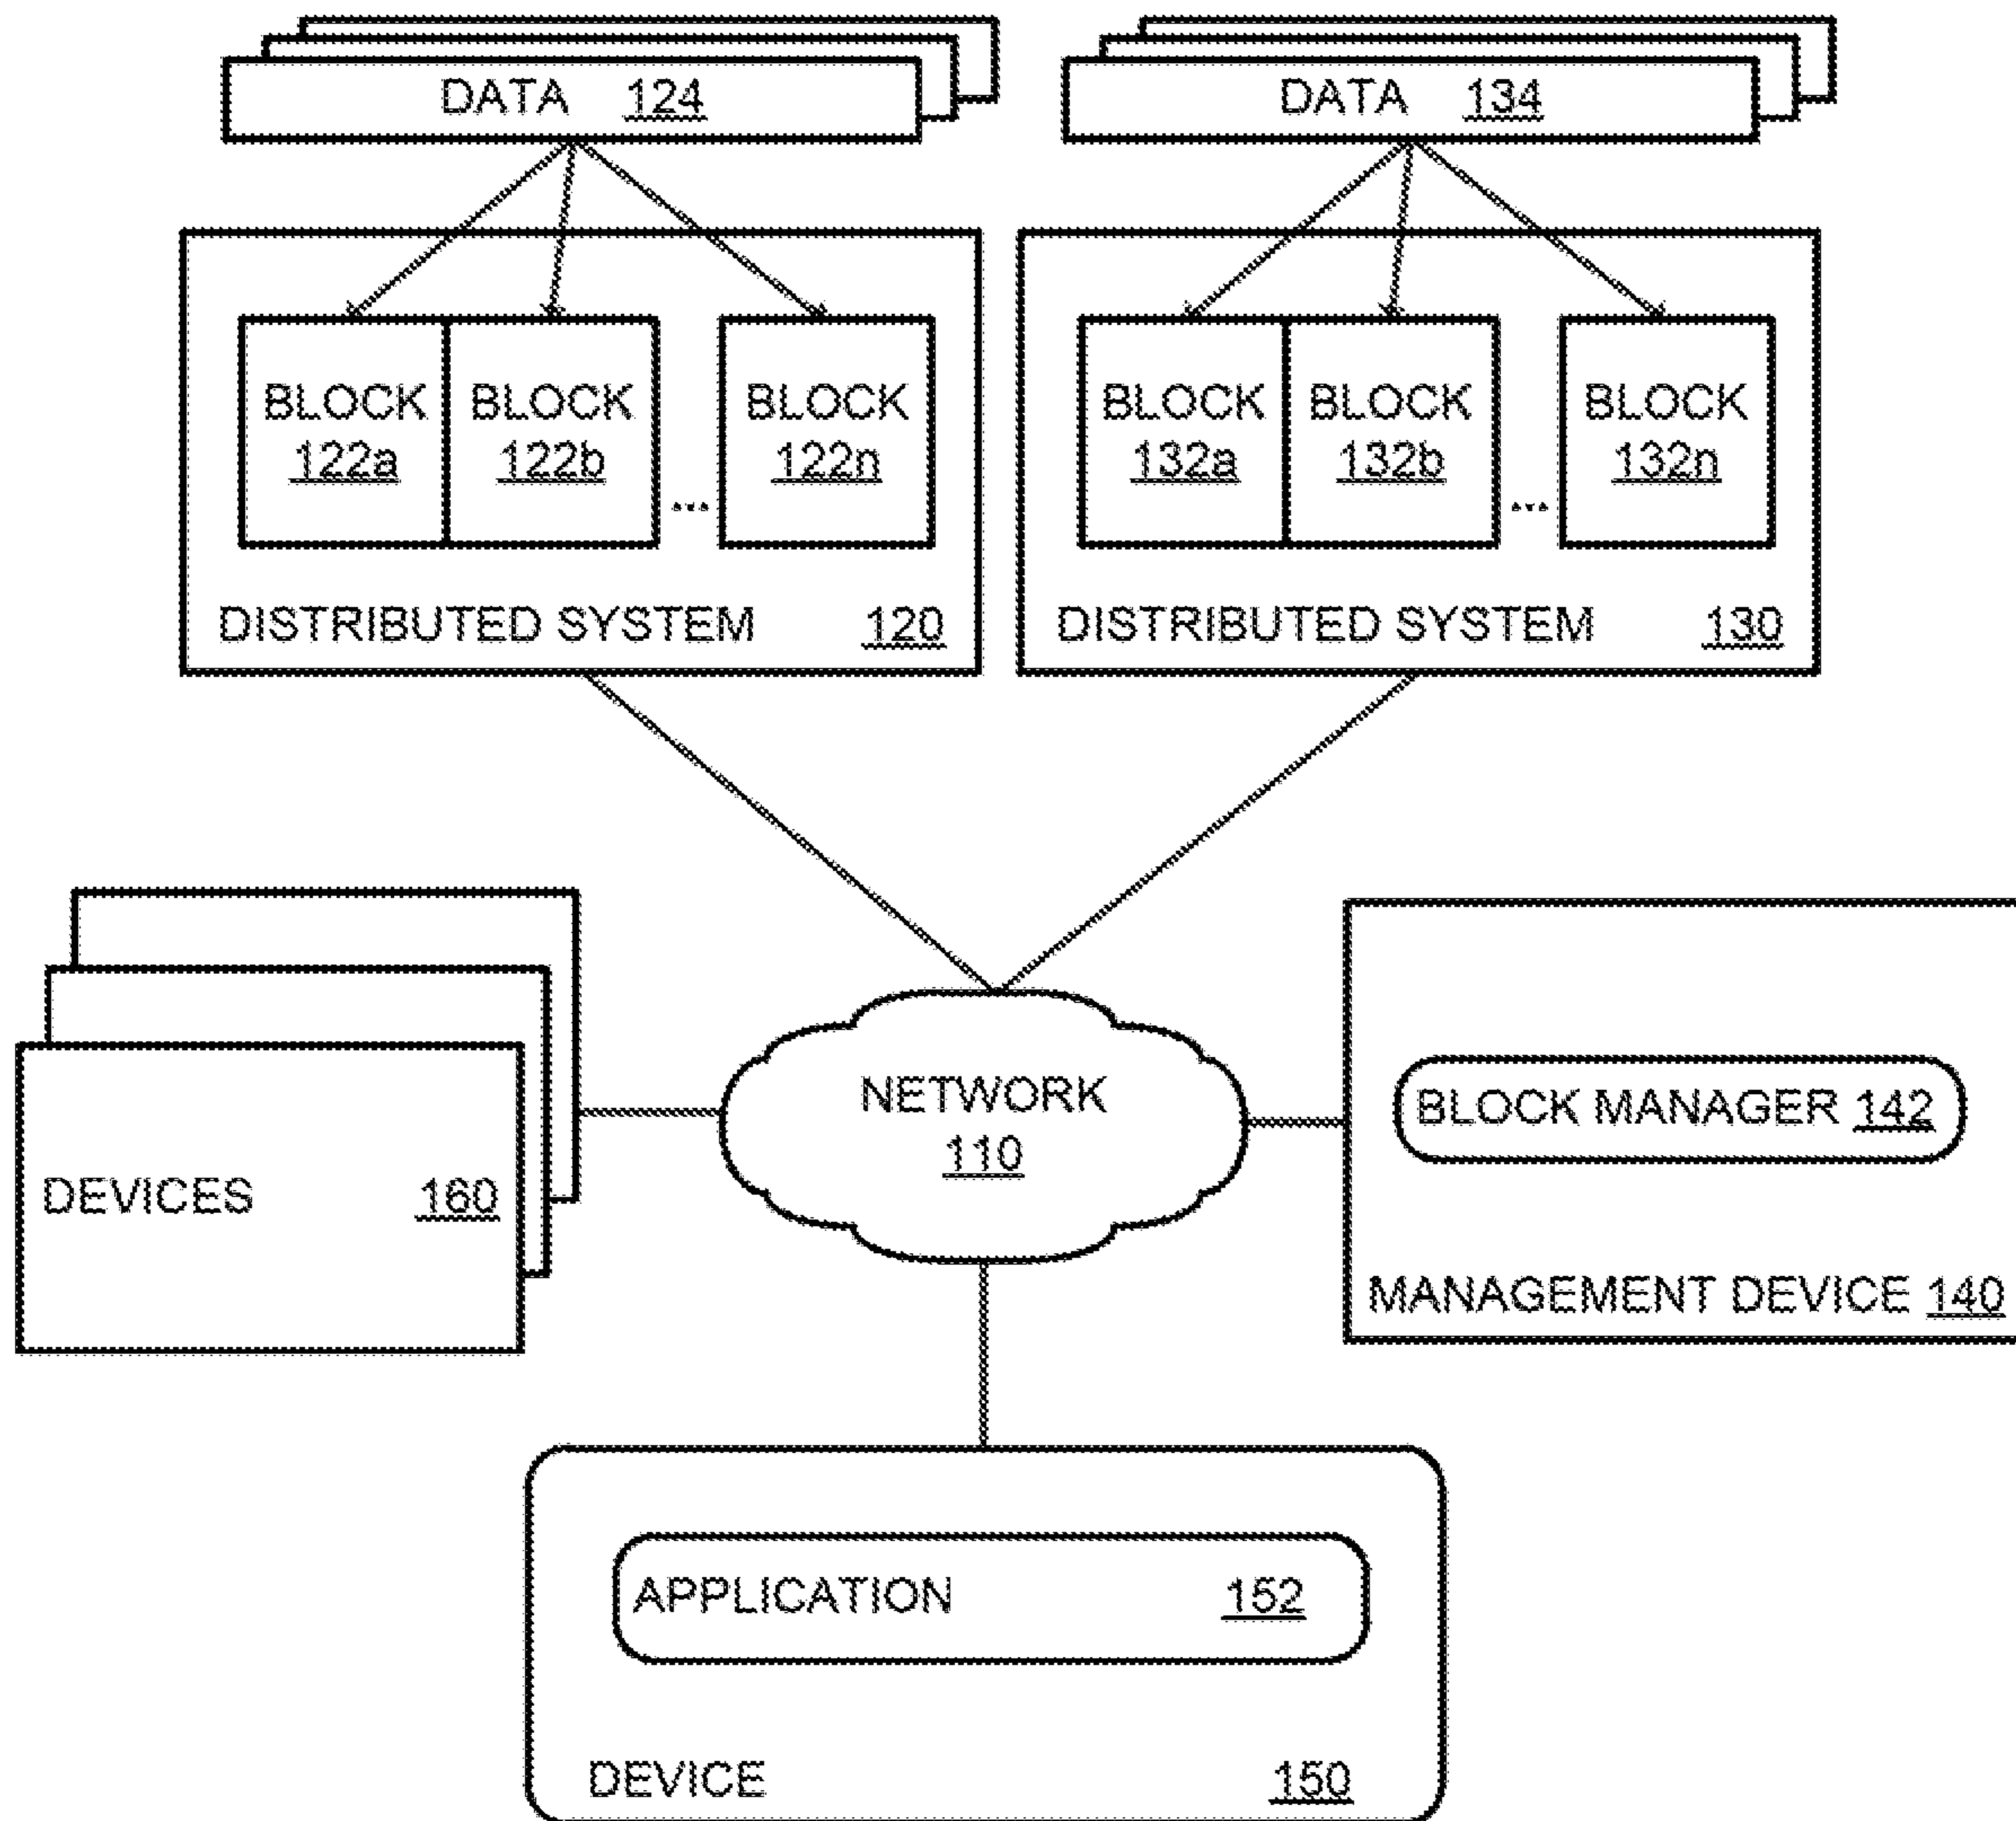 DATA 124
DATA 134
BLOCK 122a
BLOCK 122b
...
BLOCK 122n
DISTRIBUTED SYSTEM 120
BLOCK 132a
BLOCK 132b
...
BLOCK 132n
DISTRIBUTED SYSTEM 130
DEVICES 160
NETWORK
110
BLOCK MANAGER 142
MANAGEMENT DEVICE 140
APPLICATION 152
DEVICE 150